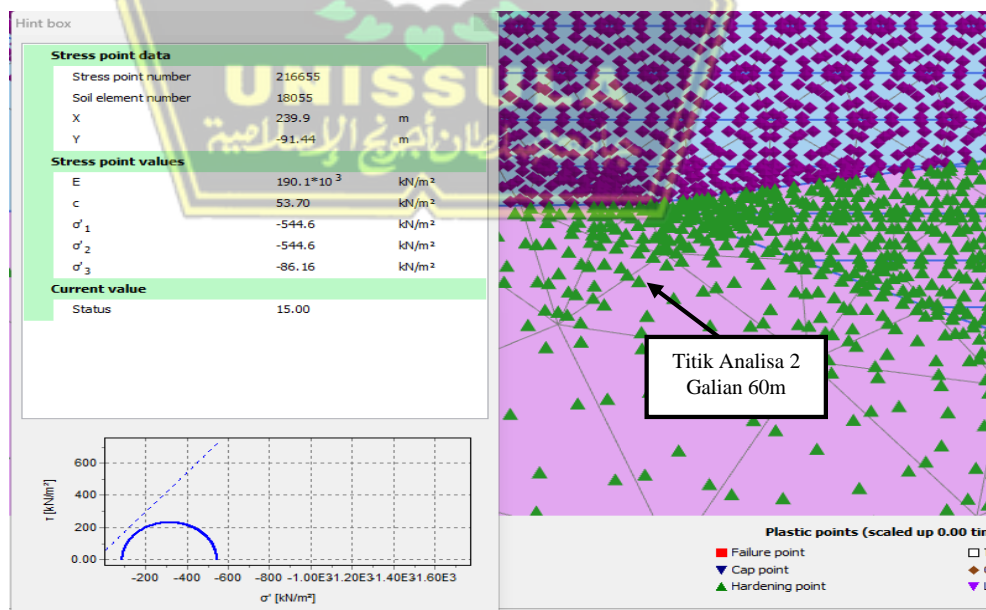 Hint box
Stress point data
Stress point number 216655
Soil element number 18055
X 239.9 m
Y -91.44 m
Stress point values
E 190.1*10 3 kN/m²
c 53.70 kN/m²
σ'1 -544.6 kN/m²
σ'2 -544.6 kN/m²
σ'3 -86.16 kN/m²
Current value
Status 15.00
UNISSULA
Titik Analisa 2
Galian 60m
600
400
200
0.00
τ [kN/m²]
-200 -400 -600 -800 -1.00E3 -1.20E3 -1.40E3 -1.60E3
σ' [kN/m²]
Plastic points (scaled up 0.00 tim
Failure point
Cap point
Hardening point